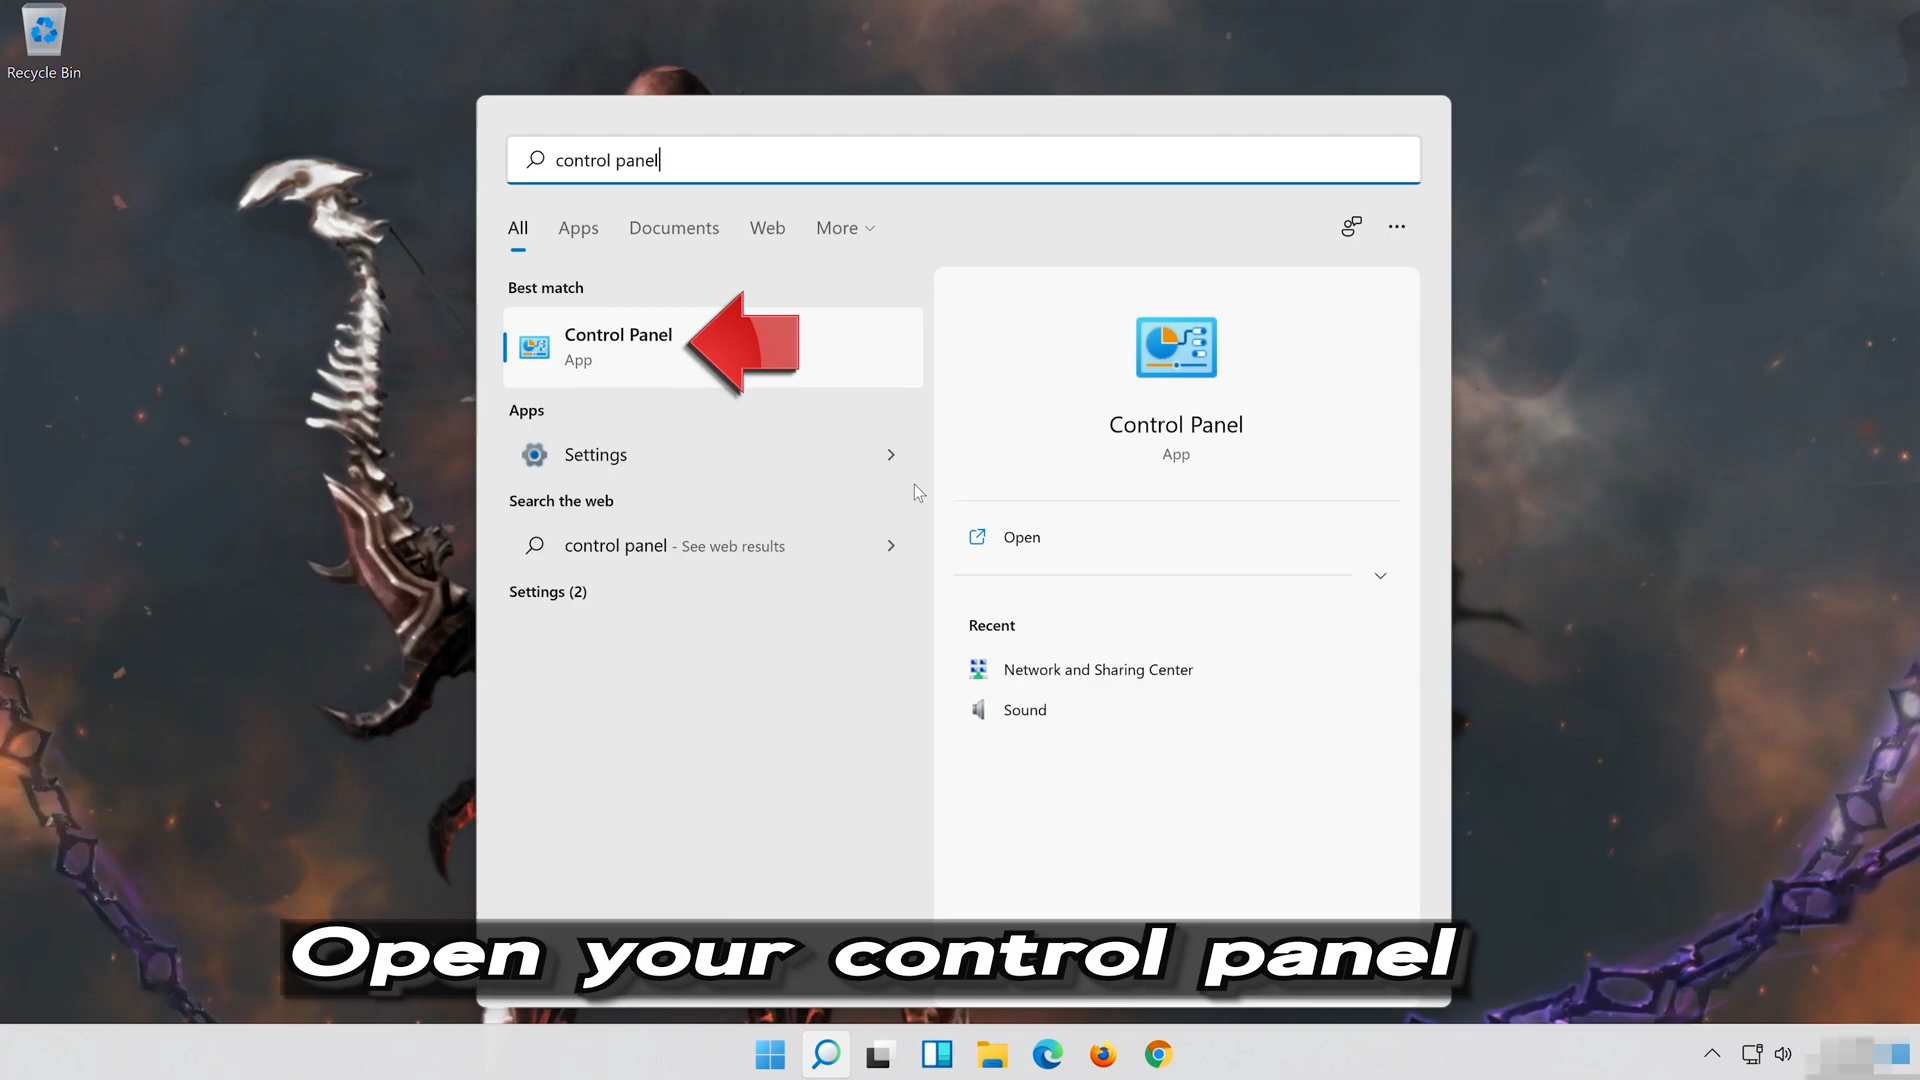 Recycle Bin
control panel
All Apps Documents Web More
Best match
Control Panel
App
Apps
Settings
Search the web
control panel - See web results
Settings (2)
Control Panel
App
Open
Recent
Network and Sharing Center
Sound
Open your control panel